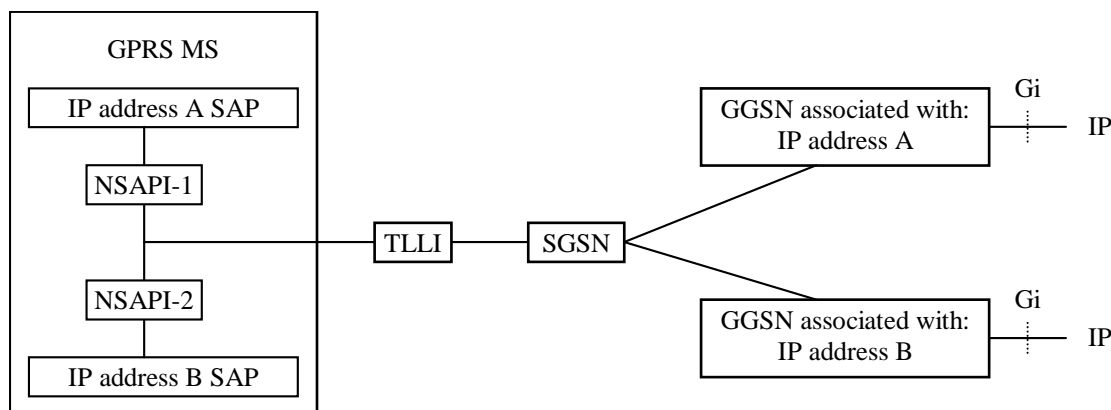 GPRS MS
IP address A SAP
NSAPI-1
NSAPI-2
IP address B SAP
TLLI
SGSN
GGSN associated with:
IP address A
Gi
IP
GGSN associated with:
IP address B
Gi
IP